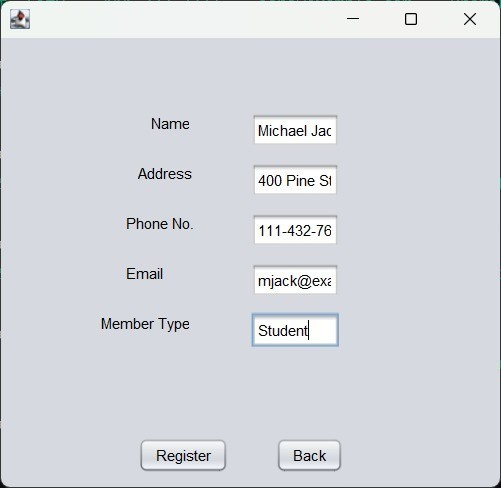 Name Michael Jac
Address 400 Pine St
Phone No. 111-432-76
Email mjack@exa
Member Type Student
Register Back